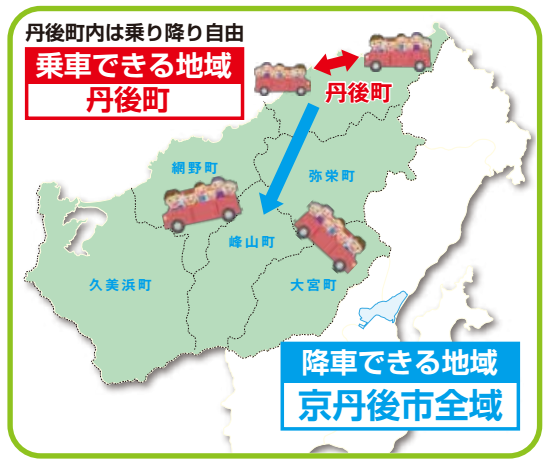 丹後町内は乗り降り自由
乗車できる地域
丹後町
丹後町
網野町
弥栄町
峰山町
久美浜町
大宮町
降車できる地域
京丹後市全域